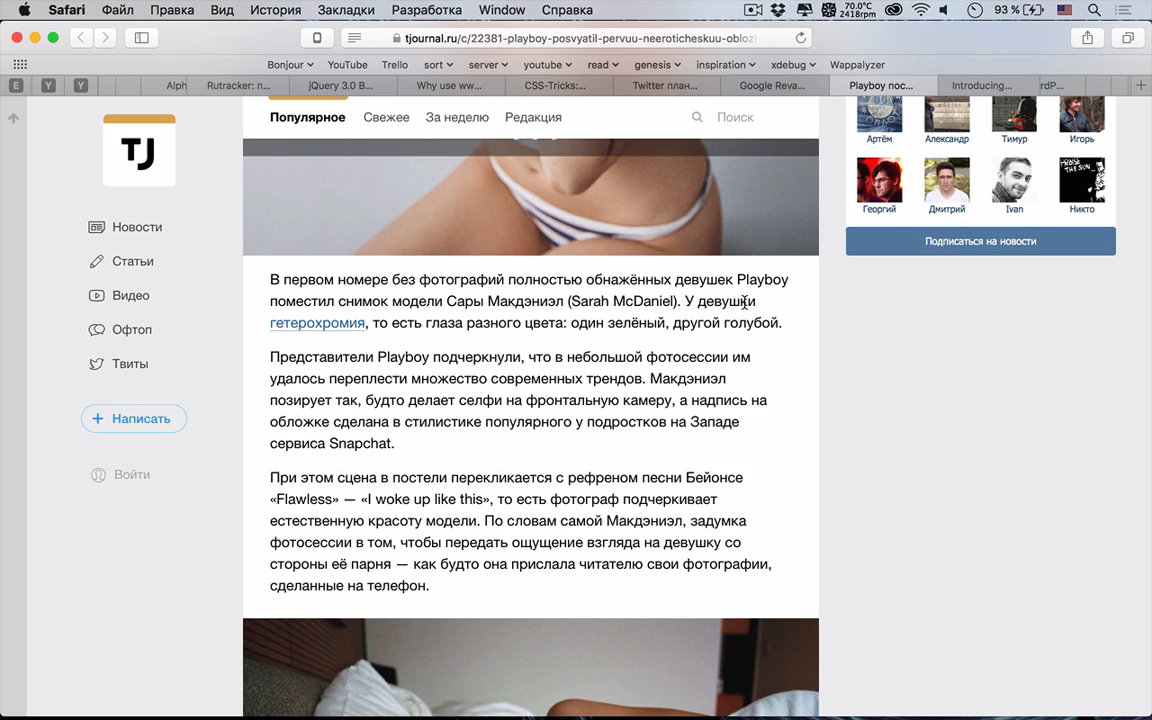 Safari Файл Правка Вид История Закладки Разработка Window Справка 70.0°C 2418rpm 93 %
tjournal.ru/c/22381-playboy-posvyatil-pervuu-neeroticheskuu-obloz
Bonjour YouTube Trello sort server youtube read genesis inspiration xdebug Wappalyzer
E Y Y Alph Rutracker: п... jQuery 3.0 B... Why use ww... CSS-Tricks:... Twitter план... Google Reva... Playboy пос... Introducing... rdP...
Популярное Свежее За неделю Редакция Поиск
TJ
Новости
Статьи
Видео
Офтоп
Твиты
Написать
Войти
В первом номере без фотографий полностью обнажённых девушек Playboy
поместил снимок модели Сары Макдэниэл (Sarah McDaniel). У девушки
гетерохромия, то есть глаза разного цвета: один зелёный, другой голубой.
Представители Playboy подчеркнули, что в небольшой фотосессии им
удалось переплести множество современных трендов. Макдэниэл
позирует так, будто делает селфи на фронтальную камеру, а надпись на
обложке сделана в стилистике популярного у подростков на Западе
сервиса Snapchat.
При этом сцена в постели перекликается с рефреном песни Бейонсе
«Flawless» — «I woke up like this», то есть фотограф подчеркивает
естественную красоту модели. По словам самой Макдэниэл, задумка
фотосессии в том, чтобы передать ощущение взгляда на девушку со
стороны её парня — как будто она прислала читателю свои фотографии,
сделанные на телефон.
Артём Александр Тимур Игорь
Георгий Дмитрий Ivan Никто
Подписаться на новости